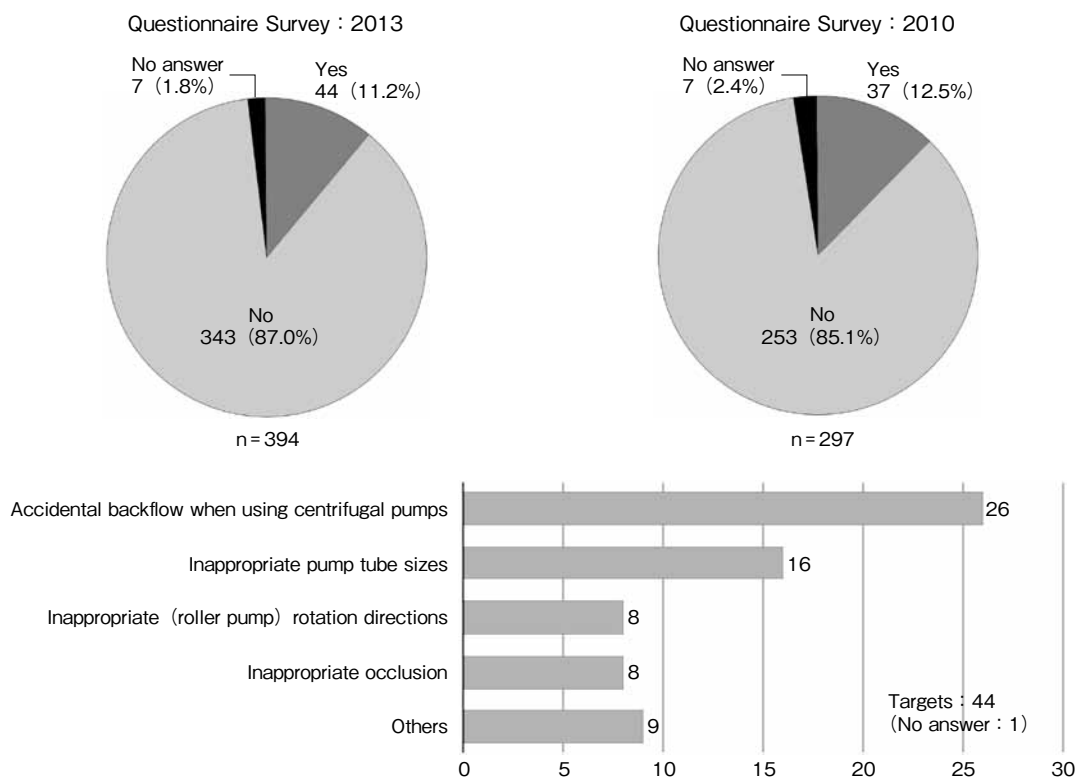 Questionnaire Survey：2013
No answer
7（1.8%）
Yes
44（11.2%）
No
343（87.0%）
n=394
Questionnaire Survey：2010
No answer
7（2.4%）
Yes
37（12.5%）
No
253（85.1%）
n=297
Accidental backflow when using centrifugal pumps
26
Inappropriate pump tube sizes
16
Inappropriate（roller pump）rotation directions
8
Inappropriate occlusion
8
Others
9
Targets：44
（No answer：1）
0 5 10 15 20 25 30